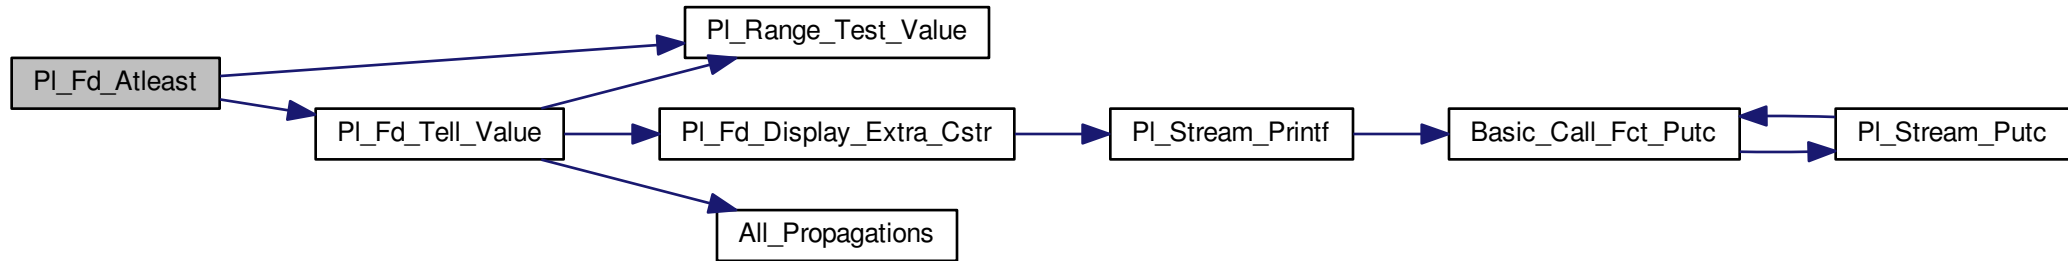 Pl_Fd_Atleast
Pl_Range_Test_Value
Pl_Fd_Tell_Value
Pl_Fd_Display_Extra_Cstr
Pl_Stream_Printf
Basic_Call_Fct_Putc
Pl_Stream_Putc
All_Propagations